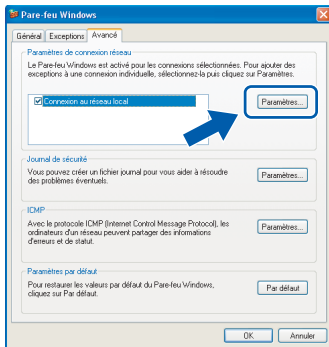 Pare-feu Windows
Général Exceptions Avancé
Paramètres de connexion réseau
Le Pare-feu Windows est activé pour les connexions sélectionnées. Pour ajouter des
exceptions à une connexion individuelle, sélectionnez-la puis cliquez sur Paramètres.
Connexion au réseau local
Paramètres...
Journal de sécurité
Vous pouvez créer un fichier journal pour vous aider à résoudre
des problèmes éventuels.
Paramètres...
ICMP
Avec le protocole ICMP (Internet Control Message Protocol), les
ordinateurs d'un réseau peuvent partager des informations
d'erreurs et de statut.
Paramètres...
Paramètres par défaut
Pour restaurer les valeurs par défaut du Pare-feu Windows,
cliquez sur Par défaut.
Par défaut
OK Annuler